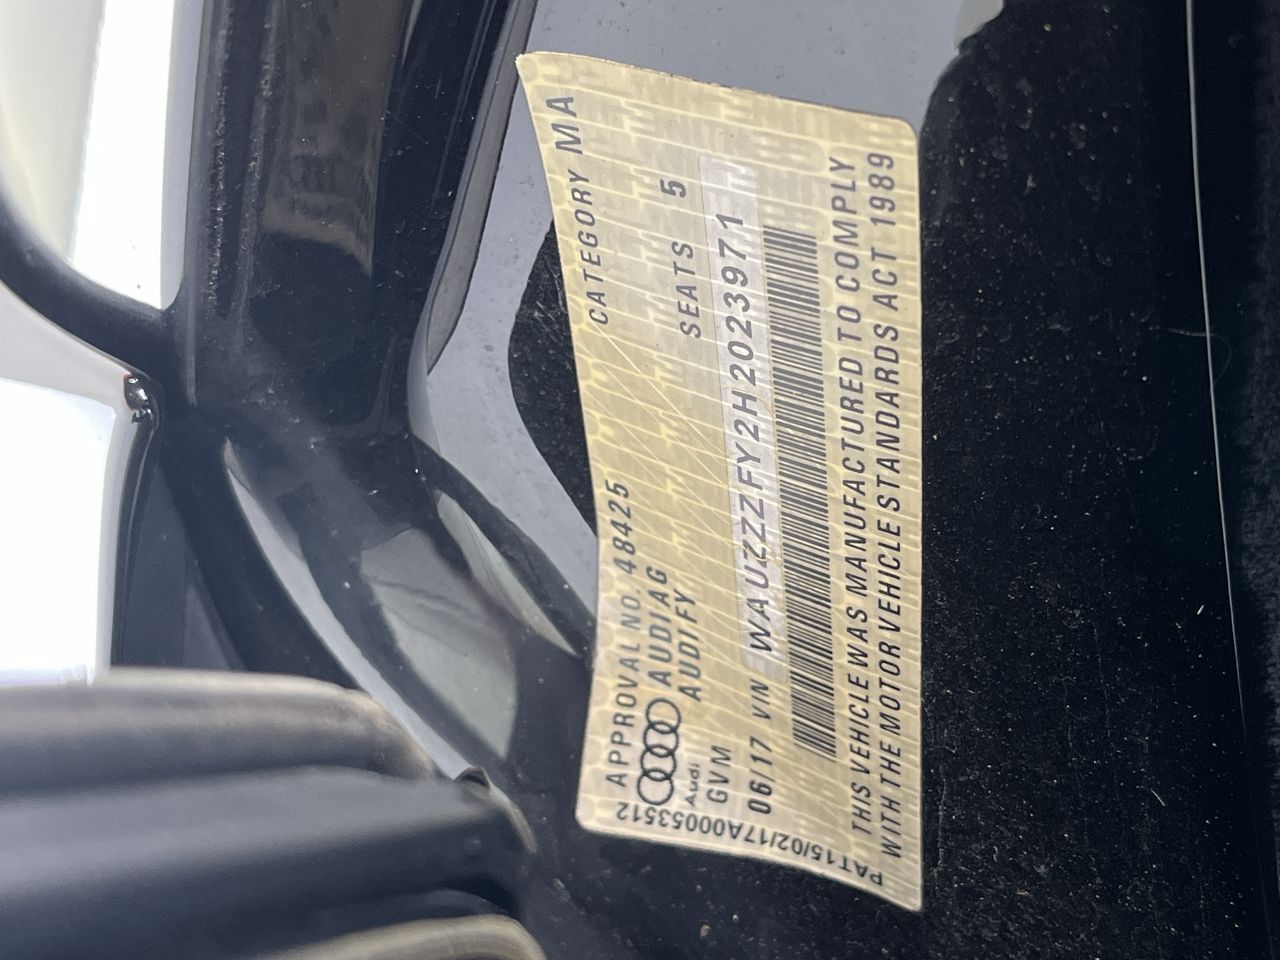 APPROVAL NO. 48425 CATEGORY MA
AUDI AG
AUDI FY SEATS 5
Audi
GVM
06/17 VIN WAUZZZFY2H2023971
THIS VEHICLE WAS MANUFACTURED TO COMPLY
WITH THE MOTOR VEHICLE STANDARDS ACT 1989
PAT15/02/17A000053512